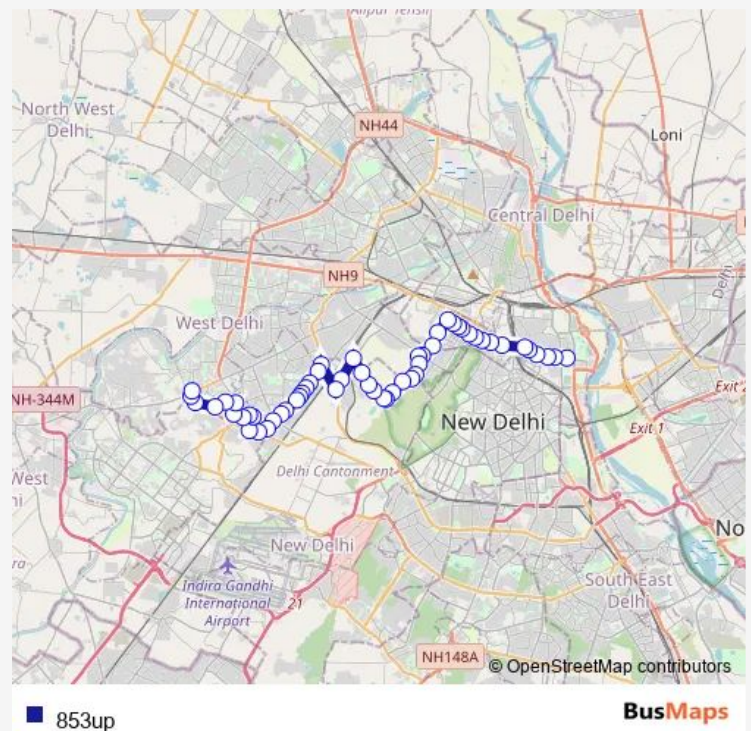 Alipur Tehsil
North West
Delhi
NH44
Loni
Central Delhi
NH9
Delhi
West Delhi
NH-344M
Exit 2
New Delhi
Exit 1
Delhi Cantonment
West
No
New Delhi
Indira Gandhi
International
Airport
21
South East
Delhi
NH148A
© OpenStreetMap contributors
853up
BusMaps